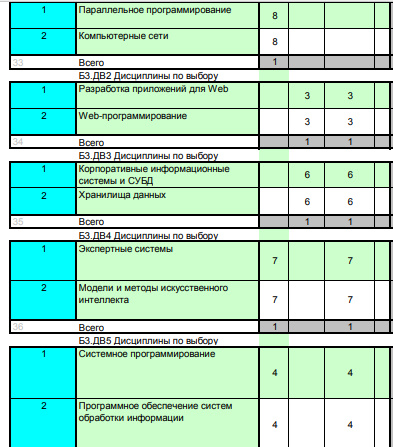 1 Параллельное программирование 8
2 Компьютерные сети 8
33 Всего 1
Б3.ДВ2 Дисциплины по выбору
1 Разработка приложений для Web 3 3
2 Web-программирование 3 3
34 Всего 1 1
Б3.ДВ3 Дисциплины по выбору
1 Корпоративные информационные
системы и СУБД 6 6
2 Хранилища данных 6 6
35 Всего 1 1
Б3.ДВ4 Дисциплины по выбору
1 Экспертные системы 7 7
2 Модели и методы искусственного
интеллекта 7 7
36 Всего 1 1
Б3.ДВ5 Дисциплины по выбору
1 Системное программирование 4 4
2 Программное обеспечение систем
обработки информации 4 4